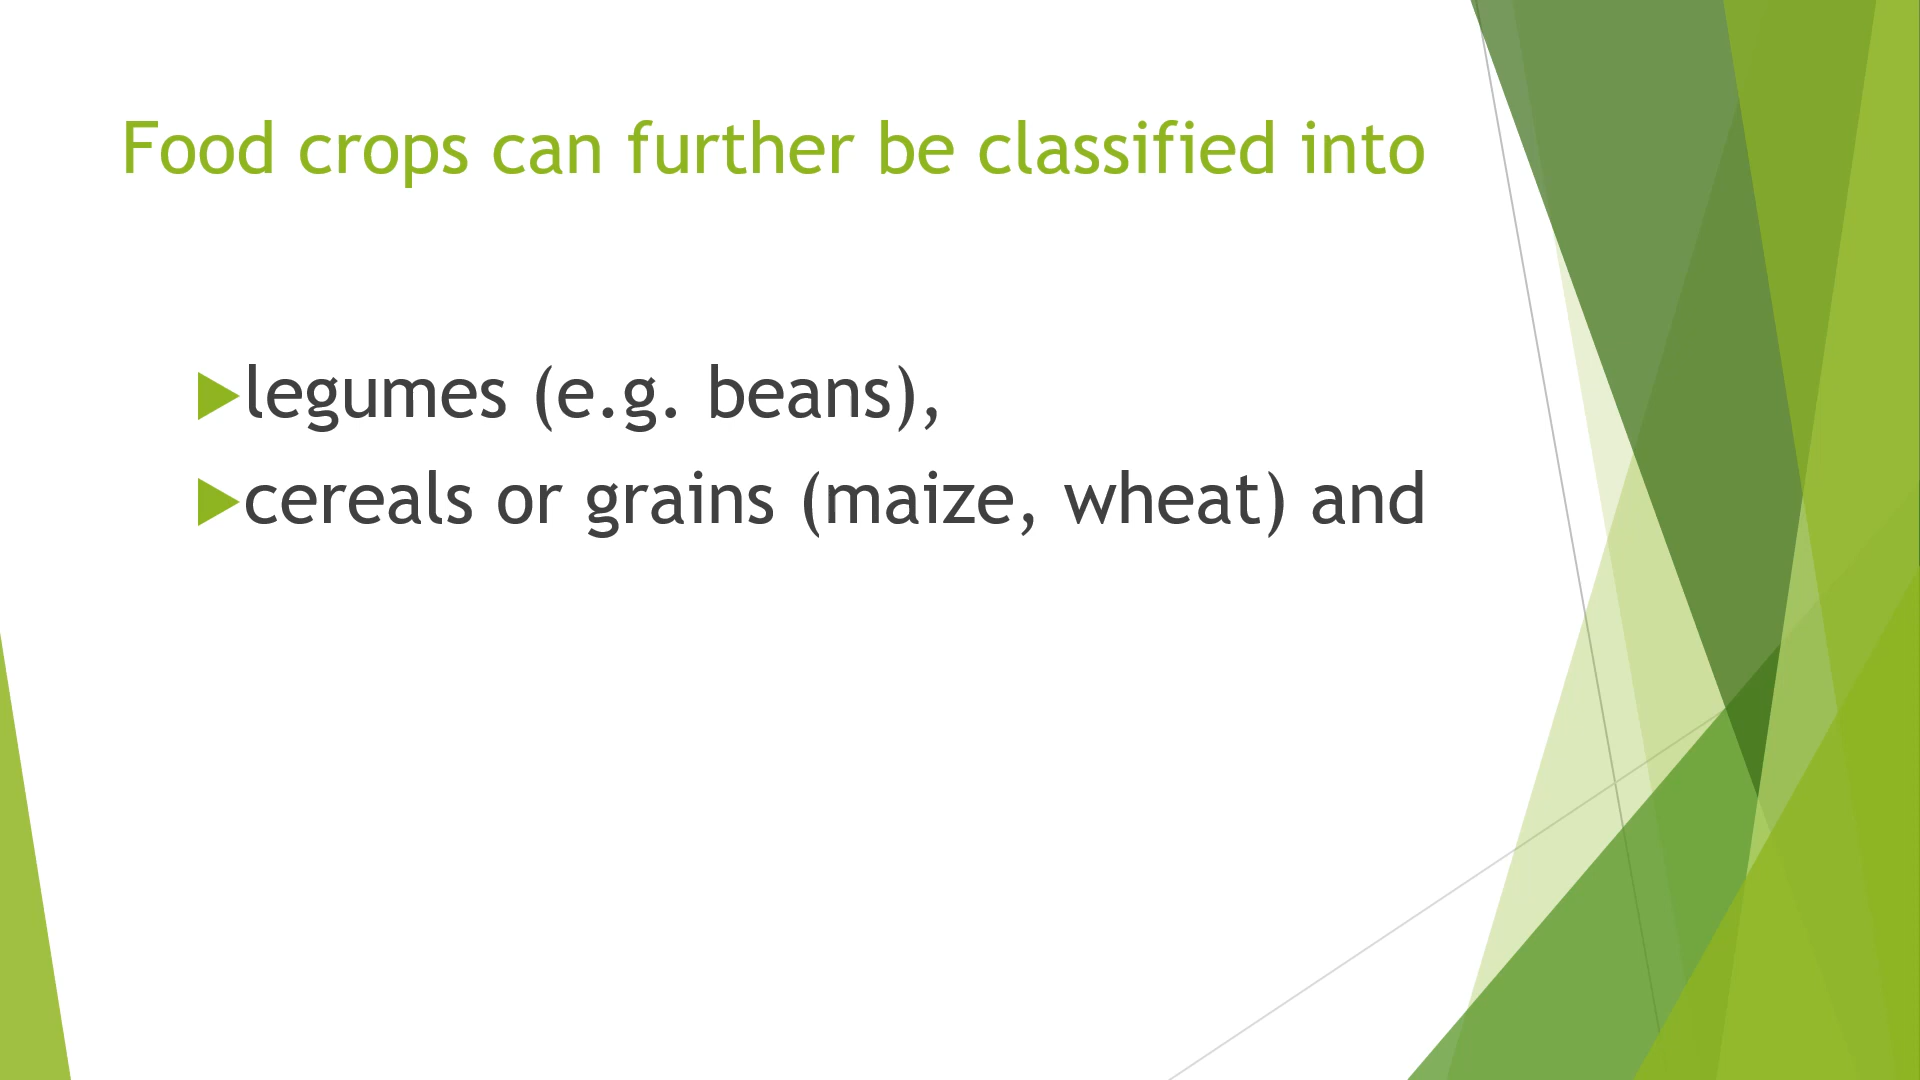 Food crops can further be classified into
legumes (e.g. beans),
cereals or grains (maize, wheat) and